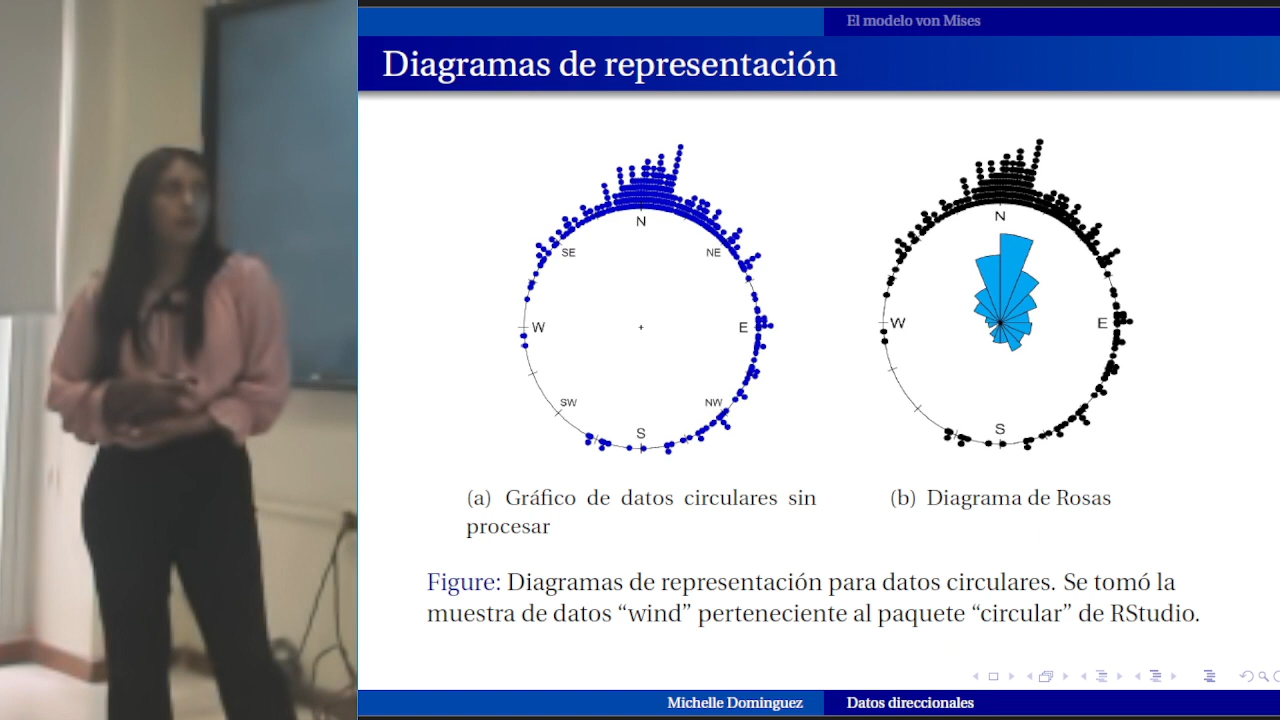 El modelo von Mises
Diagramas de representación
N
SE
NE
W
E
SW
NW
S
N
W
E
S
(a) Gráfico de datos circulares sin
procesar
(b) Diagrama de Rosas
Figure: Diagramas de representación para datos circulares. Se tomó la
muestra de datos “wind” perteneciente al paquete “circular” de RStudio.
Michelle Dominguez
Datos direccionales